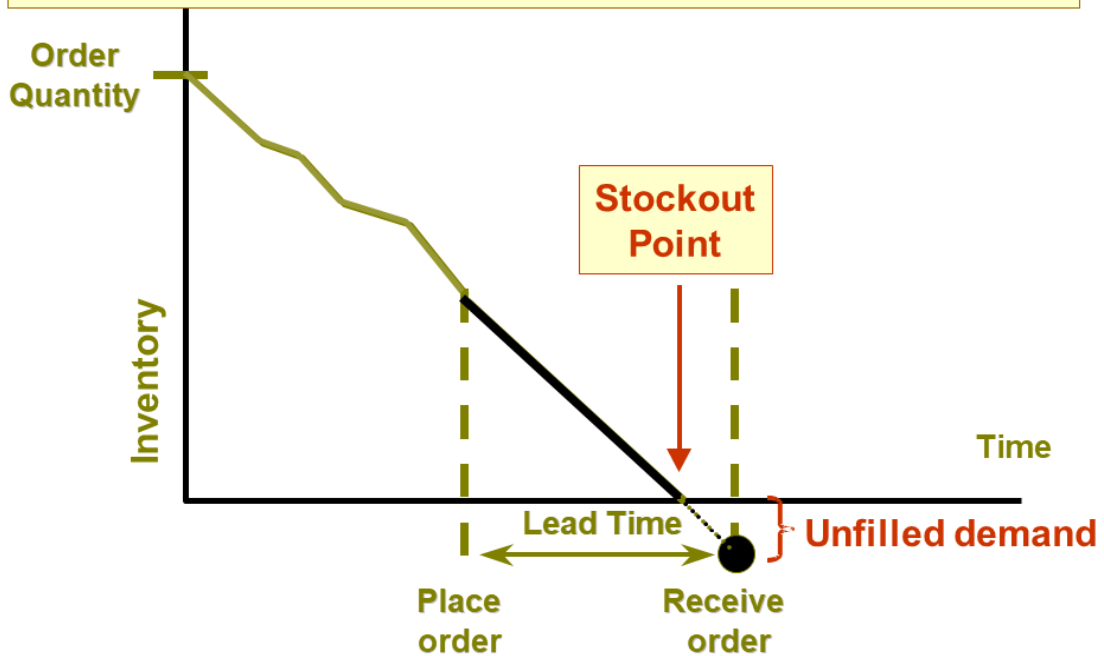 Order
Quantity
Stockout
Point
Inventory
Time
Lead Time
Unfilled demand
Place
order
Receive
order